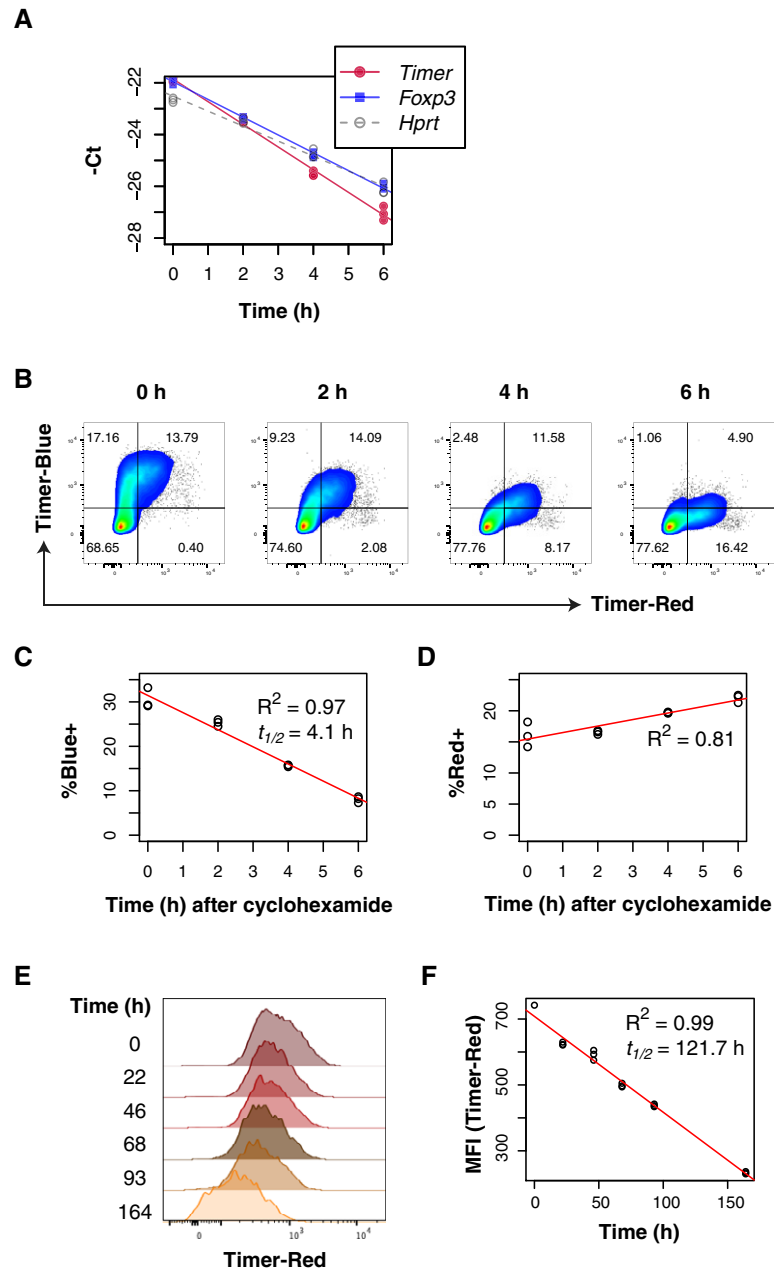 A
Timer
Foxp3
Hprt
-Ct
-22
-24
-26
-28
0 1 2 3 4 5 6
Time (h)
B
0 h 2 h 4 h 6 h
Timer-Blue
17.16 13.79 9.23 14.09 2.48 11.58 1.06 4.90
68.65 0.40 74.60 2.08 77.76 8.17 77.62 16.42
Timer-Red
C
%Blue+
30
20
10
0
R2 = 0.97
t1/2 = 4.1 h
0 1 2 3 4 5 6
Time (h) after cyclohexamide
D
%Red+
20
10
5
0
R2 = 0.81
0 1 2 3 4 5 6
Time (h) after cyclohexamide
E
Time (h)
0
22
46
68
93
164
0 103 104
Timer-Red
F
MFI (Timer-Red)
700
500
300
R2 = 0.99
t1/2 = 121.7 h
0 50 100 150
Time (h)